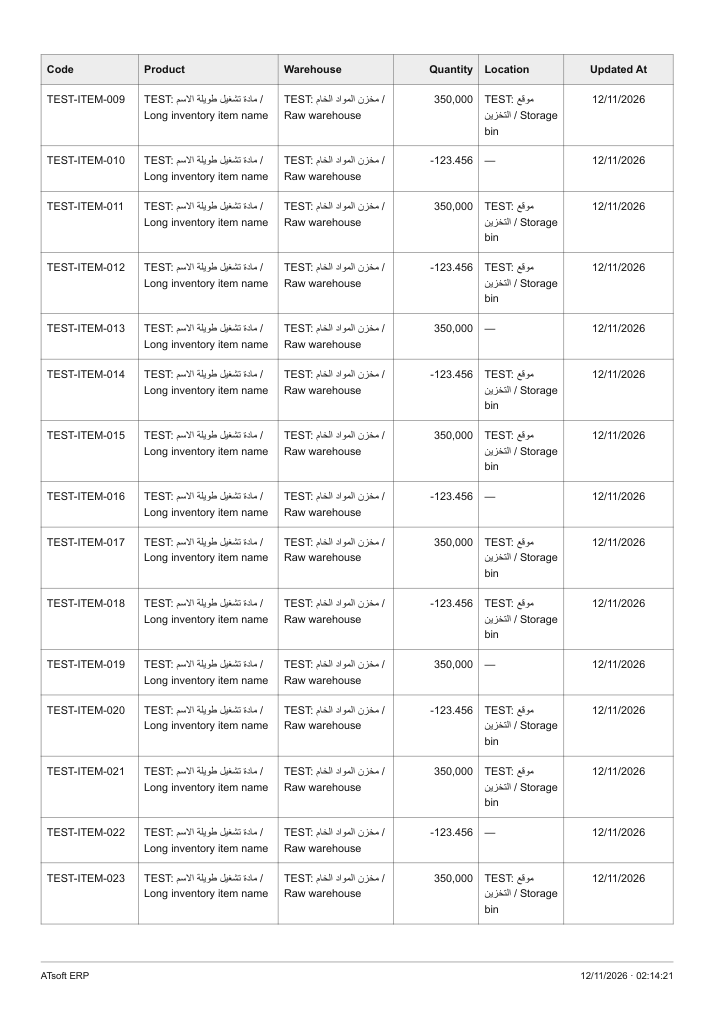 Code Product Warehouse Quantity Location Updated At
TEST-ITEM-009 TEST: مادة تشغيل طويلة الاسم / TEST: مخزن المواد الخام / 350,000 TEST: موقع 12/11/2026
Long inventory item name Raw warehouse التخزين / Storage
bin
TEST-ITEM-010 TEST: مادة تشغيل طويلة الاسم / TEST: مخزن المواد الخام / -123.456 — 12/11/2026
Long inventory item name Raw warehouse
TEST-ITEM-011 TEST: مادة تشغيل طويلة الاسم / TEST: مخزن المواد الخام / 350,000 TEST: موقع 12/11/2026
Long inventory item name Raw warehouse التخزين / Storage
bin
TEST-ITEM-012 TEST: مادة تشغيل طويلة الاسم / TEST: مخزن المواد الخام / -123.456 TEST: موقع 12/11/2026
Long inventory item name Raw warehouse التخزين / Storage
bin
TEST-ITEM-013 TEST: مادة تشغيل طويلة الاسم / TEST: مخزن المواد الخام / 350,000 — 12/11/2026
Long inventory item name Raw warehouse
TEST-ITEM-014 TEST: مادة تشغيل طويلة الاسم / TEST: مخزن المواد الخام / -123.456 TEST: موقع 12/11/2026
Long inventory item name Raw warehouse التخزين / Storage
bin
TEST-ITEM-015 TEST: مادة تشغيل طويلة الاسم / TEST: مخزن المواد الخام / 350,000 TEST: موقع 12/11/2026
Long inventory item name Raw warehouse التخزين / Storage
bin
TEST-ITEM-016 TEST: مادة تشغيل طويلة الاسم / TEST: مخزن المواد الخام / -123.456 — 12/11/2026
Long inventory item name Raw warehouse
TEST-ITEM-017 TEST: مادة تشغيل طويلة الاسم / TEST: مخزن المواد الخام / 350,000 TEST: موقع 12/11/2026
Long inventory item name Raw warehouse التخزين / Storage
bin
TEST-ITEM-018 TEST: مادة تشغيل طويلة الاسم / TEST: مخزن المواد الخام / -123.456 TEST: موقع 12/11/2026
Long inventory item name Raw warehouse التخزين / Storage
bin
TEST-ITEM-019 TEST: مادة تشغيل طويلة الاسم / TEST: مخزن المواد الخام / 350,000 — 12/11/2026
Long inventory item name Raw warehouse
TEST-ITEM-020 TEST: مادة تشغيل طويلة الاسم / TEST: مخزن المواد الخام / -123.456 TEST: موقع 12/11/2026
Long inventory item name Raw warehouse التخزين / Storage
bin
TEST-ITEM-021 TEST: مادة تشغيل طويلة الاسم / TEST: مخزن المواد الخام / 350,000 TEST: موقع 12/11/2026
Long inventory item name Raw warehouse التخزين / Storage
bin
TEST-ITEM-022 TEST: مادة تشغيل طويلة الاسم / TEST: مخزن المواد الخام / -123.456 — 12/11/2026
Long inventory item name Raw warehouse
TEST-ITEM-023 TEST: مادة تشغيل طويلة الاسم / TEST: مخزن المواد الخام / 350,000 TEST: موقع 12/11/2026
Long inventory item name Raw warehouse التخزين / Storage
bin
ATsoft ERP 12/11/2026 · 02:14:21